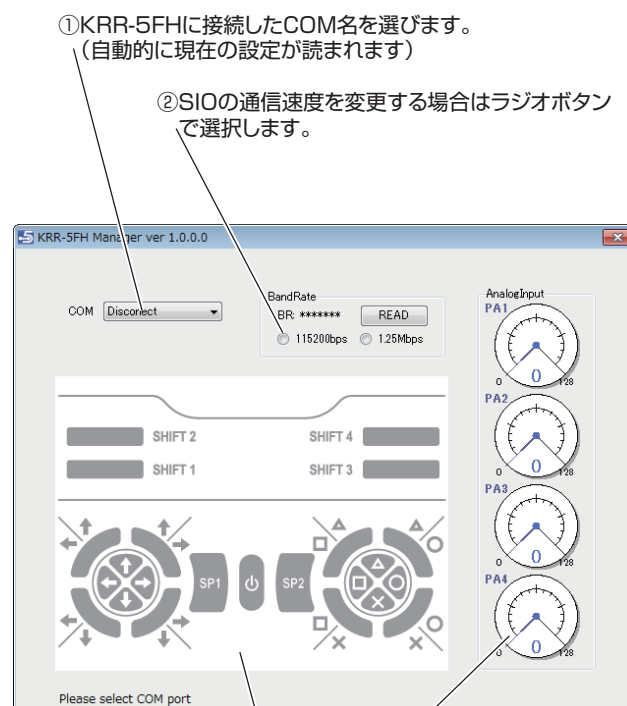 ①KRR-5FHに接続したCOM名を選びます。
（自動的に現在の設定が読まれます）
②SIOの通信速度を変更する場合はラジオボタン
で選択します。
KRR-5FH Manager ver 1.0.0.0
COM Disconect
BandRate
BR: ******* READ
115200bps 1.25Mbps
AnalogInput
PA1
0 0 128
PA2
0 0 128
PA3
0 0 128
PA4
0 0 128
SHIFT 2 SHIFT 4
SHIFT 1 SHIFT 3
SP1 SP2
Please select COM port